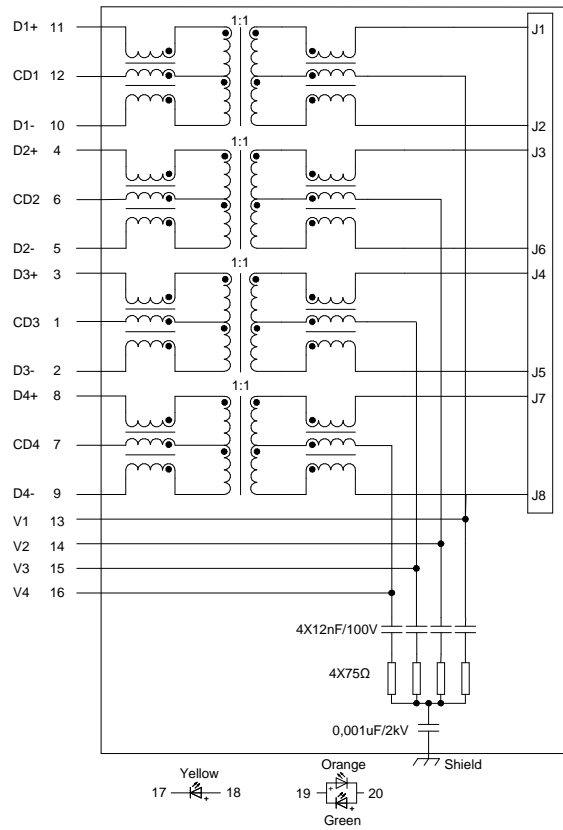 1:1
D1+ 11 J1
CD1 12
D1- 10 J2
D2+ 4 J3
1:1
CD2 6
D2- 5 J6
1:1
D3+ 3 J4
CD3 1
D3- 2 J5
1:1
D4+ 8 J7
CD4 7
D4- 9 J8
V1 13
V2 14
V3 15
V4 16
4X12nF/100V
4X75Ω
0,001uF/2kV
Shield
Yellow
17 + 18
Orange
19 + + 20
Green